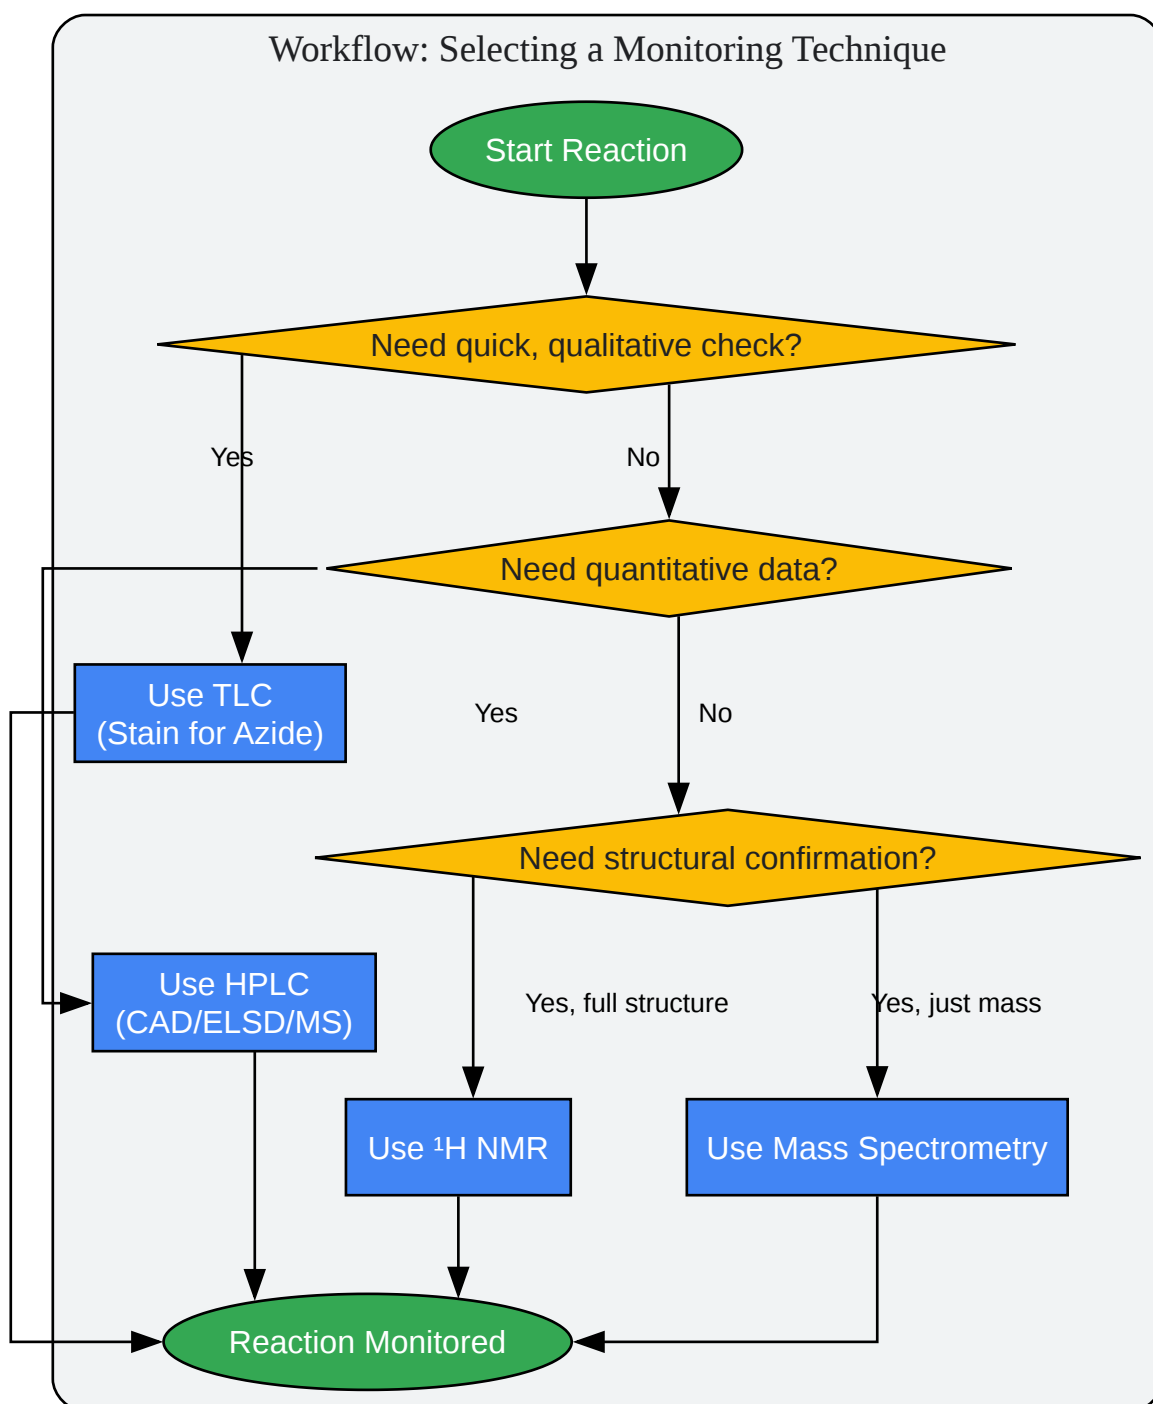 Workflow: Selecting a Monitoring Technique
Start Reaction
Need quick, qualitative check?
Yes
No
Need quantitative data?
Use TLC
(Stain for Azide)
Yes
No
Need structural confirmation?
Use HPLC
(CAD/ELSD/MS)
Yes, full structure
Yes, just mass
Use ¹H NMR
Use Mass Spectrometry
Reaction Monitored